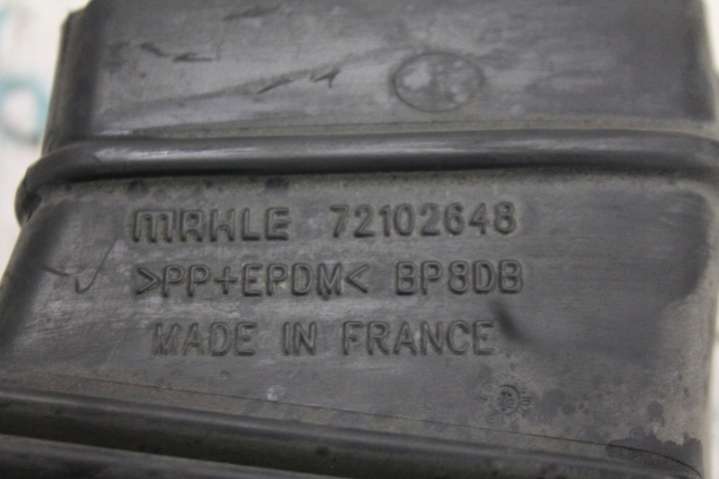 MAHLE 72102648
>PP+EPDM< BP8DB
MADE IN FRANCE